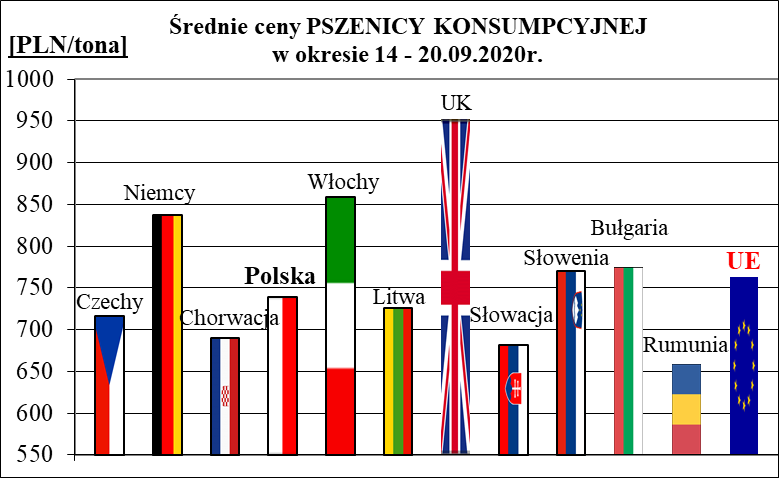 Średnie ceny PSZENICY KONSUMPCYJNEJ
w okresie 14 - 20.09.2020r.
[PLN/tona]
1000
950
900
850
800
750
700
650
600
550
Czechy
Niemcy
Chorwacja
Polska
Włochy
Litwa
UK
Słowacja
Słowenia
Bułgaria
Rumunia
UE